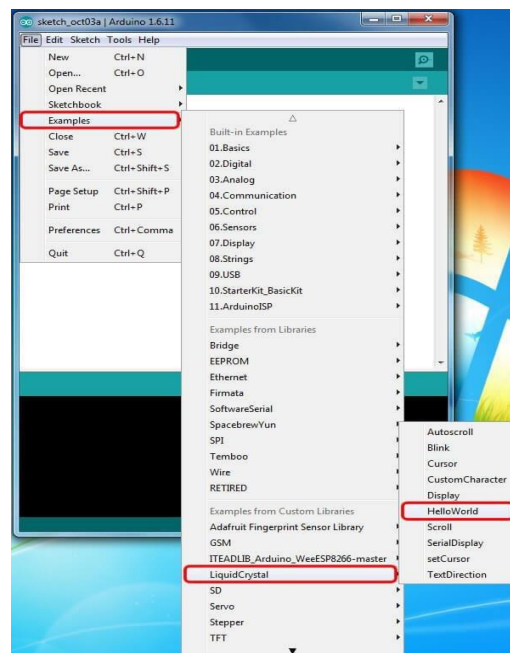 sketch_oct03a | Arduino 1.6.11
File Edit Sketch Tools Help
New Ctrl+N
Open... Ctrl+O
Open Recent
Sketchbook
Examples
Close Ctrl+W
Save Ctrl+S
Save As... Ctrl+Shift+S
Page Setup Ctrl+Shift+P
Print Ctrl+P
Preferences Ctrl+Comma
Quit Ctrl+Q
Built-in Examples
01.Basics
02.Digital
03.Analog
04.Communication
05.Control
06.Sensors
07.Display
08.Strings
09.USB
10.StarterKit_BasicKit
11.ArduinoISP
Examples from Libraries
Bridge
EEPROM
Ethernet
Firmata
SoftwareSerial
SpacebrewYun
SPI
Temboo
Wire
RETIRED
Examples from Custom Libraries
Adafruit Fingerprint Sensor Library
GSM
ITEADLIB_Arduino_WeeESP8266-master
LiquidCrystal
SD
Servo
Stepper
TFT
Autoscroll
Blink
Cursor
CustomCharacter
Display
HelloWorld
Scroll
SerialDisplay
setCursor
TextDirection